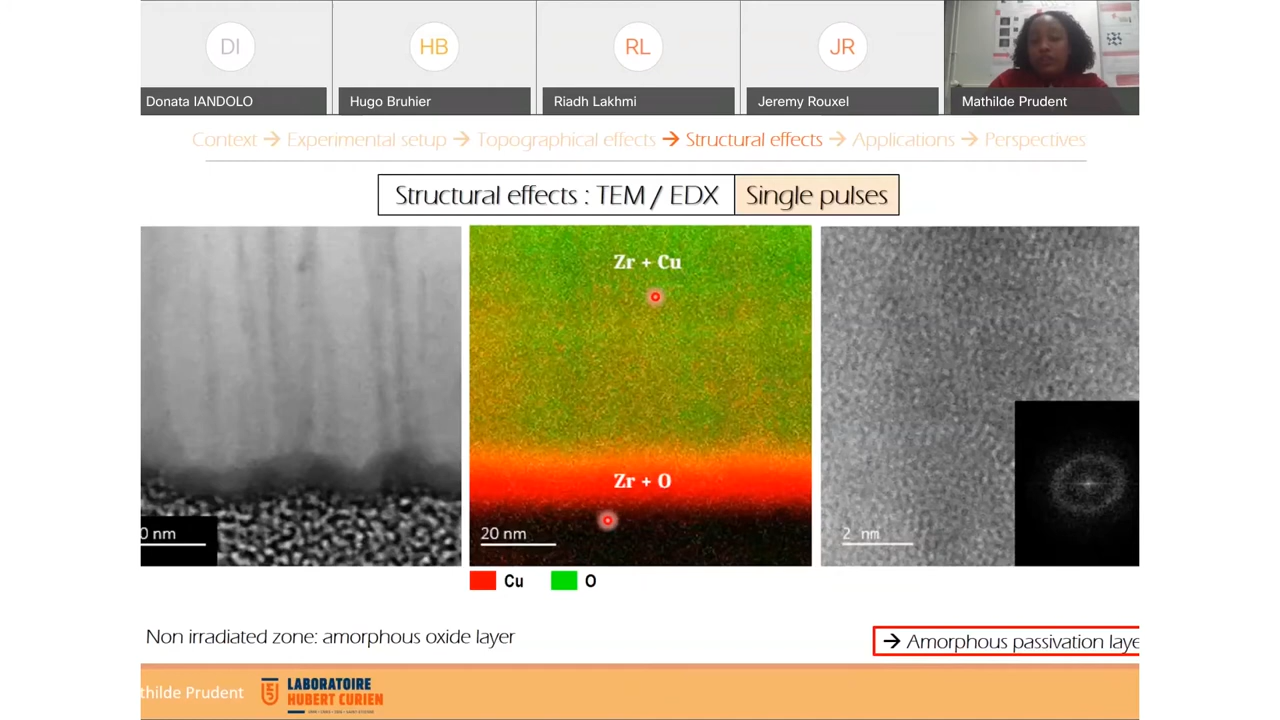 DI
HB
RL
JR
Donata IANDOLO
Hugo Bruhier
Riadh Lakhmi
Jeremy Rouxel
Mathilde Prudent
Context → Experimental setup → Topographical effects → Structural effects → Applications → Perspectives
Structural effects : TEM / EDX Single pulses
Zr + Cu
Zr + O
0 nm
20 nm
2 nm
Cu O
Non irradiated zone: amorphous oxide layer
→ Amorphous passivation laye
thilde Prudent
LABORATOIRE
HUBERT CURIEN